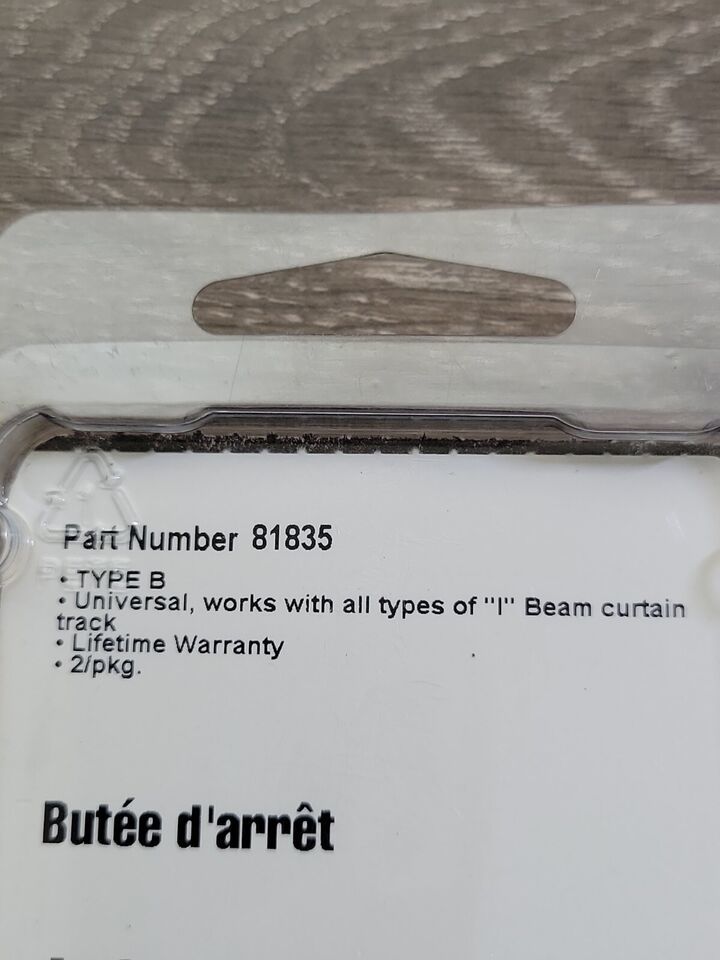 Part Number 81835
• TYPE B
• Universal, works with all types of "I" Beam curtain
track
• Lifetime Warranty
• 2/pkg.
Butée d'arrêt